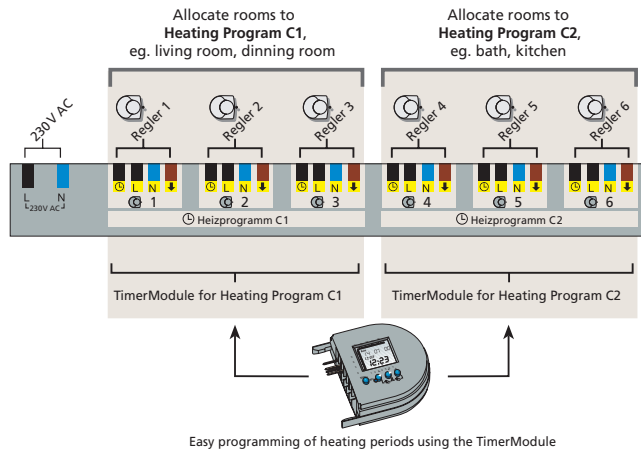 Allocate rooms to
Heating Program C1,
eg. living room, dinning room
Allocate rooms to
Heating Program C2,
eg. bath, kitchen
230V AC
Regler 1
Regler 2
Regler 3
Regler 4
Regler 5
Regler 6
L N
230V AC
L N
L N
L N
L N
L N
L N
1
2
3
4
5
6
Heizprogramm C1
Heizprogramm C2
TimerModule for Heating Program C1
TimerModule for Heating Program C2
12:23
Easy programming of heating periods using the TimerModule